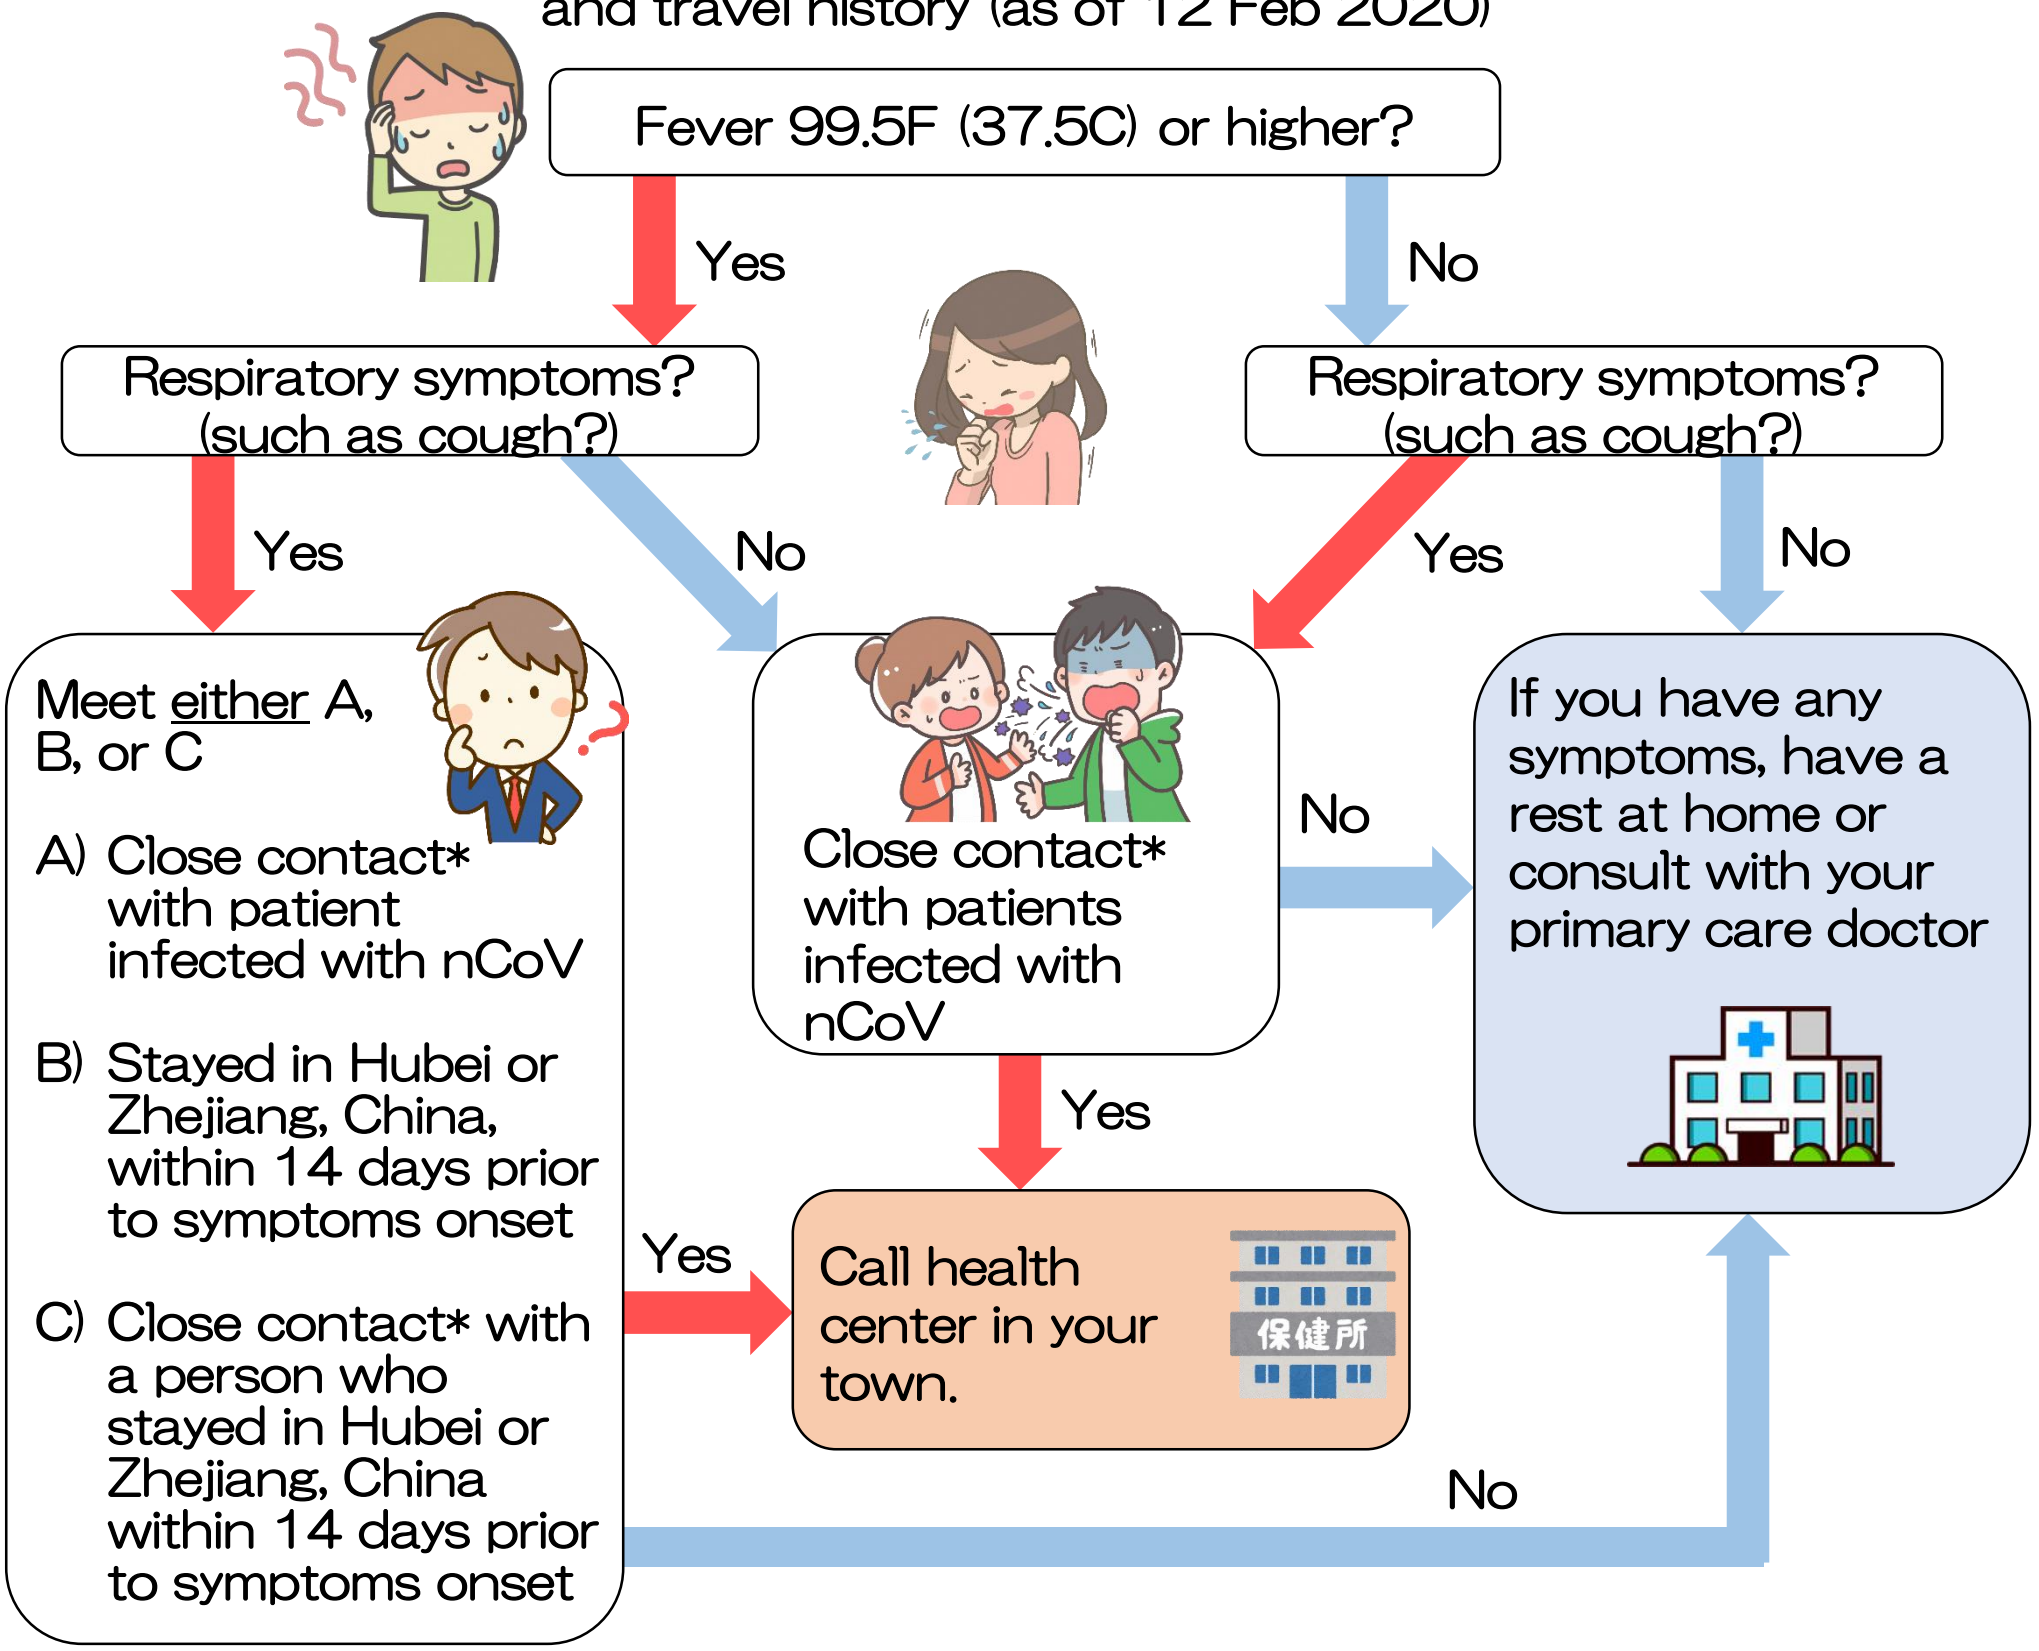 and travel history (as of 12 Feb 2020)
Fever 99.5F (37.5C) or higher?
Yes
No
Respiratory symptoms?
(such as cough?)
Respiratory symptoms?
(such as cough?)
Yes
No
Yes
No
Meet either A,
B, or C
A) Close contact*
with patient
infected with nCoV
B) Stayed in Hubei or
Zhejiang, China,
within 14 days prior
to symptoms onset
C) Close contact* with
a person who
stayed in Hubei or
Zhejiang, China
within 14 days prior
to symptoms onset
Close contact*
with patients
infected with
nCoV
No
If you have any
symptoms, have a
rest at home or
consult with your
primary care doctor
Yes
Yes
Call health
center in your
town.
保健所
No